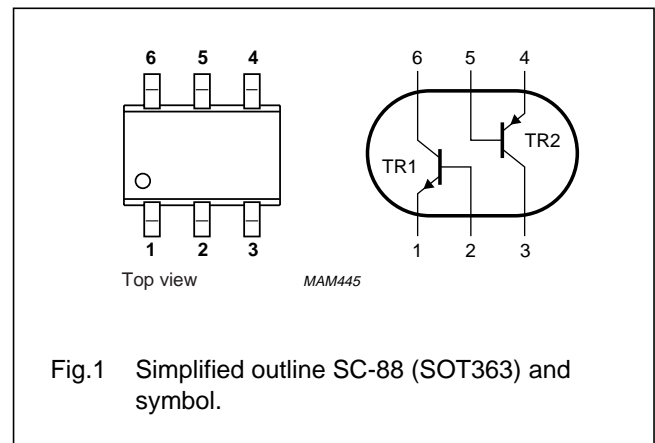 6 5 4
6 5 4
TR1
TR2
1 2 3
1 2 3
Top view
MAM445
Fig.1 Simplified outline SC-88 (SOT363) and
symbol.